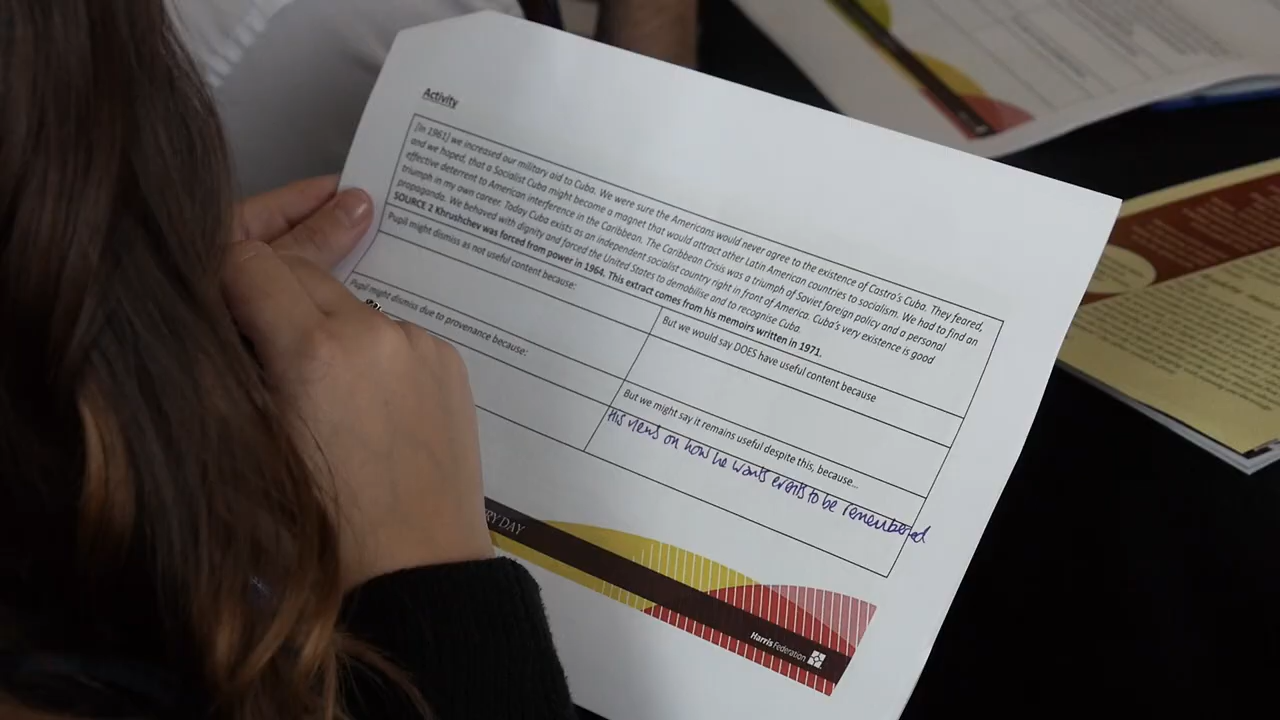 Activity
[In 1961] we increased our military aid to Cuba. We were sure the Americans would never agree to the existence of Castro's Cuba. They feared,
and we hoped, that a Socialist Cuba might become a magnet that would attract other Latin American countries to socialism. We had to find an
effective deterrent to American interference in the Caribbean. The Caribbean Crisis was a triumph of Soviet foreign policy and a personal
triumph in my own career. Today Cuba exists as an independent socialist country right in front of America. Cuba's very existence is good
propaganda. We behaved with dignity and forced the United States to demobilise and to recognise Cuba.
SOURCE 2 Khrushchev was forced from power in 1964. This extract comes from his memoirs written in 1971.
Pupil might dismiss as not useful content because:
But we would say DOES have useful content because
Pupil might dismiss due to provenance because:
But we might say it remains useful despite this, because...
His views on how he wants events to be remembered
RY DAY
Harris Federation